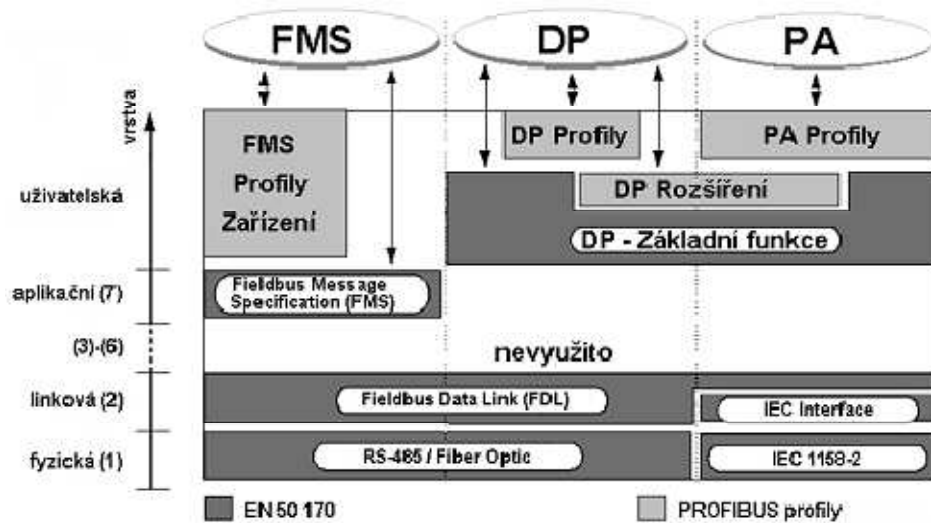 FMS
DP
PA
vrstva
FMS
Profily
Zařízení
DP Profily
PA Profily
uživatelská
DP Rozšíření
DP - Základní funkce
aplikační (7)
Fieldbus Message
Specification (FMS)
(3)-(6)
nevyužito
linková (2)
Fieldbus Data Link (FDL)
IEC Interface
fyzická (1)
RS-485 / Fiber Optic
IEC 1158-2
EN 50 170
PROFIBUS profily